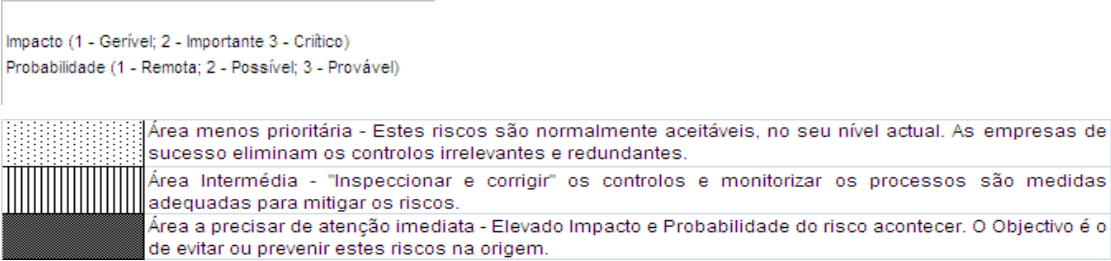 Impacto (1 - Gerível; 2 - Importante 3 - Criítico)
Probabilidade (1 - Remota; 2 - Possível; 3 - Provável)
Área menos prioritária - Estes riscos são normalmente aceitáveis, no seu nível actual. As empresas de
sucesso eliminam os controlos irrelevantes e redundantes.
Área Intermédia - "Inspeccionar e corrigir" os controlos e monitorizar os processos são medidas
adequadas para mitigar os riscos.
Área a precisar de atenção imediata - Elevado Impacto e Probabilidade do risco acontecer. O Objectivo é o
de evitar ou prevenir estes riscos na origem.